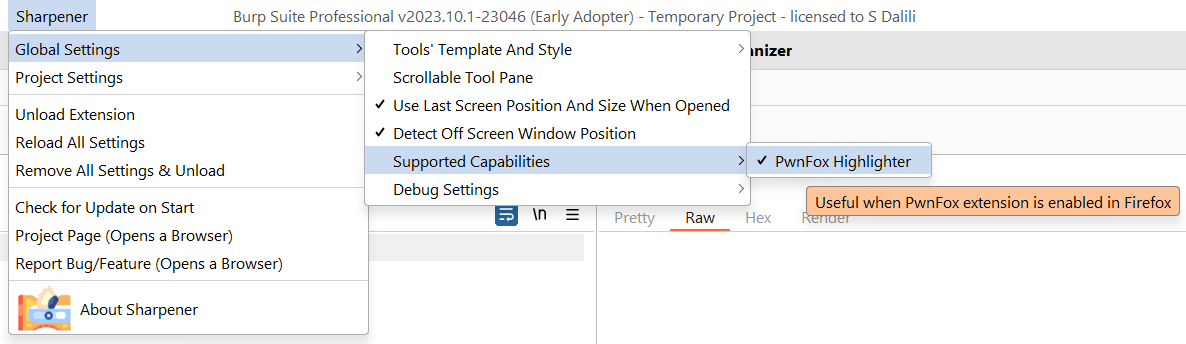 Sharpener
Burp Suite Professional v2023.10.1-23046 (Early Adopter) - Temporary Project - licensed to S Dalili
Global Settings
Project Settings
Unload Extension
Reload All Settings
Remove All Settings & Unload
Check for Update on Start
Project Page (Opens a Browser)
Report Bug/Feature (Opens a Browser)
About Sharpener
Tools' Template And Style
Scrollable Tool Pane
Use Last Screen Position And Size When Opened
Detect Off Screen Window Position
Supported Capabilities
Debug Settings
PwnFox Highlighter
Useful when PwnFox extension is enabled in Firefox
\n
Pretty Raw Hex Render